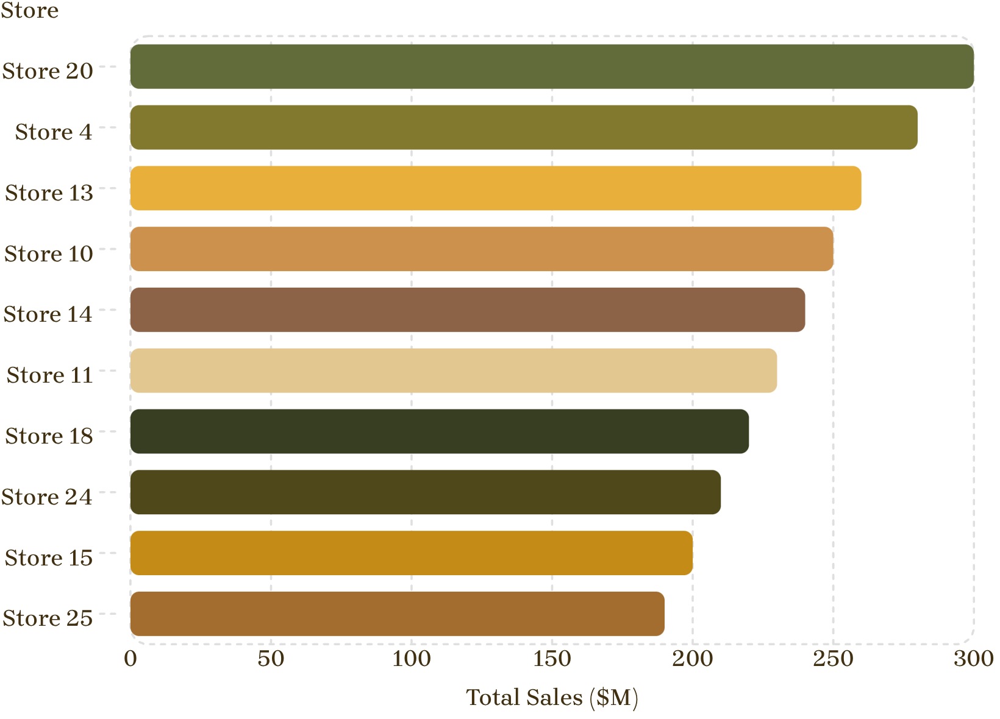 Store
Store 20
Store 4
Store 13
Store 10
Store 14
Store 11
Store 18
Store 24
Store 15
Store 25
0 50 100 150 200 250 300
Total Sales ($M)